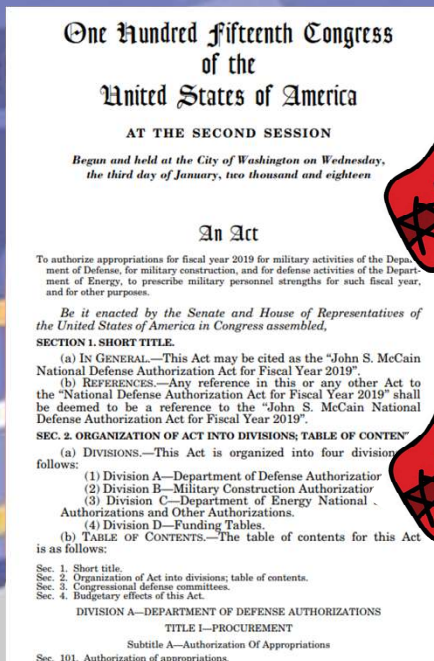 One Hundred Fifteenth Congress
of the
United States of America
AT THE SECOND SESSION
Begun and held at the City of Washington on Wednesday,
the third day of January, two thousand and eighteen
An Act
To authorize appropriations for fiscal year 2019 for military activities of the Depa
ment of Defense, for military construction, and for defense activities of the Depart-
ment of Energy, to prescribe military personnel strengths for such fiscal year,
and for other purposes.
Be it enacted by the Senate and House of Representatives of
the United States of America in Congress assembled,
SECTION 1. SHORT TITLE.
(a) IN GENERAL.—This Act may be cited as the “John S. McCain
National Defense Authorization Act for Fiscal Year 2019”.
(b) REFERENCES.—Any reference in this or any other Act to
the “National Defense Authorization Act for Fiscal Year 2019” shall
be deemed to be a reference to the “John S. McCain National
Defense Authorization Act for Fiscal Year 2019”.
SEC. 2. ORGANIZATION OF ACT INTO DIVISIONS; TABLE OF CONTEN
(a) DIVISIONS.—This Act is organized into four division
follows:
(1) Division A—Department of Defense Authorization
(2) Division B—Military Construction Authorization
(3) Division C—Department of Energy National
Authorizations and Other Authorizations.
(4) Division D—Funding Tables.
(b) TABLE OF CONTENTS.—The table of contents for this Act
is as follows:
Sec. 1. Short title.
Sec. 2. Organization of Act into divisions; table of contents.
Sec. 3. Congressional defense committees.
Sec. 4. Budgetary effects of this Act.
DIVISION A—DEPARTMENT OF DEFENSE AUTHORIZATIONS
TITLE I—PROCUREMENT
Subtitle A—Authorization Of Appropriations
Sec. 101. Authorization of appropriations.